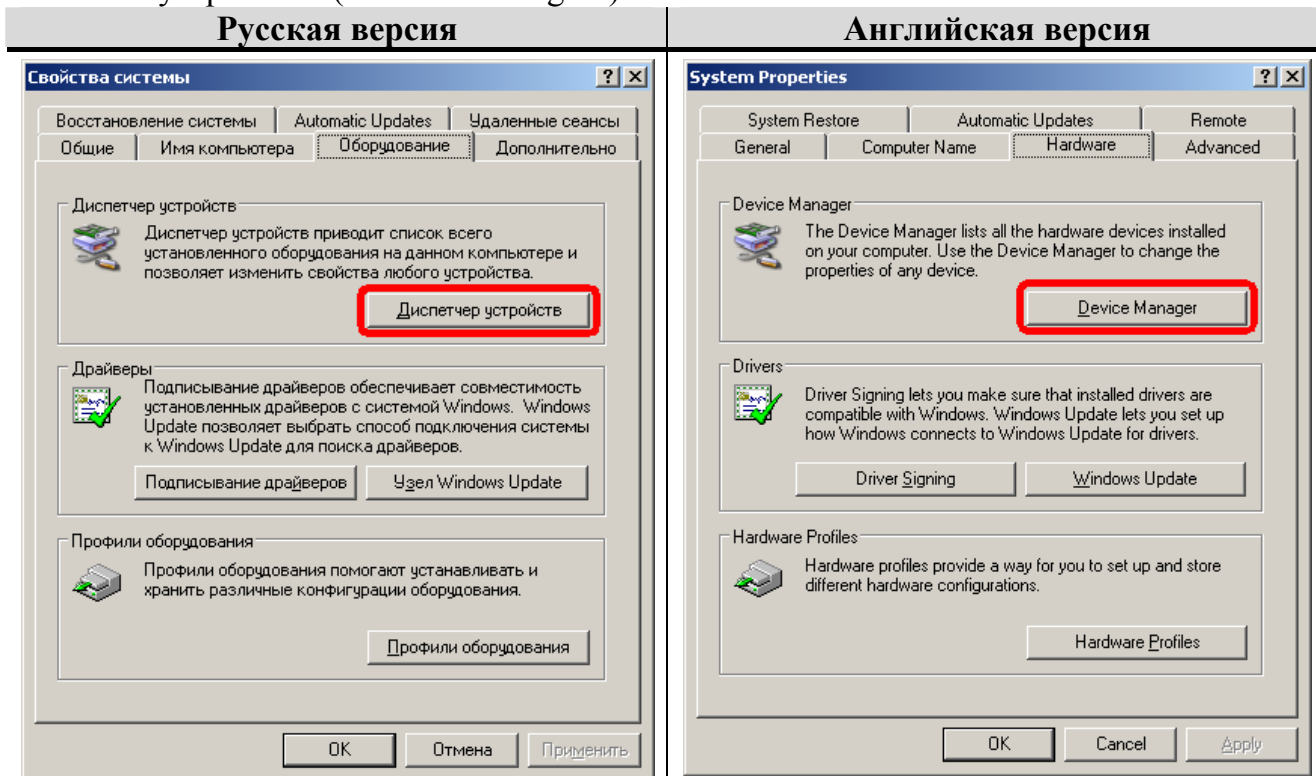 Русская версия
Английская версия
Свойства системы
Восстановление системы
Automatic Updates
Удаленные сеансы
Общие
Имя компьютера
Оборудование
Дополнительно
Диспетчер устройств
Диспетчер устройств приводит список всего
установленного оборудования на данном компьютере и
позволяет изменить свойства любого устройства.
Диспетчер устройств
Драйверы
Подписывание драйверов обеспечивает совместимость
установленных драйверов с системой Windows. Windows
Update позволяет выбрать способ подключения системы
к Windows Update для поиска драйверов.
Подписывание драйверов
Узел Windows Update
Профили оборудования
Профили оборудования помогают устанавливать и
хранить различные конфигурации оборудования.
Профили оборудования
OK
Отмена
Применить
System Properties
System Restore
Automatic Updates
Remote
General
Computer Name
Hardware
Advanced
Device Manager
The Device Manager lists all the hardware devices installed
on your computer. Use the Device Manager to change the
properties of any device.
Device Manager
Drivers
Driver Signing lets you make sure that installed drivers are
compatible with Windows. Windows Update lets you set up
how Windows connects to Windows Update for drivers.
Driver Signing
Windows Update
Hardware Profiles
Hardware profiles provide a way for you to set up and store
different hardware configurations.
Hardware Profiles
OK
Cancel
Apply